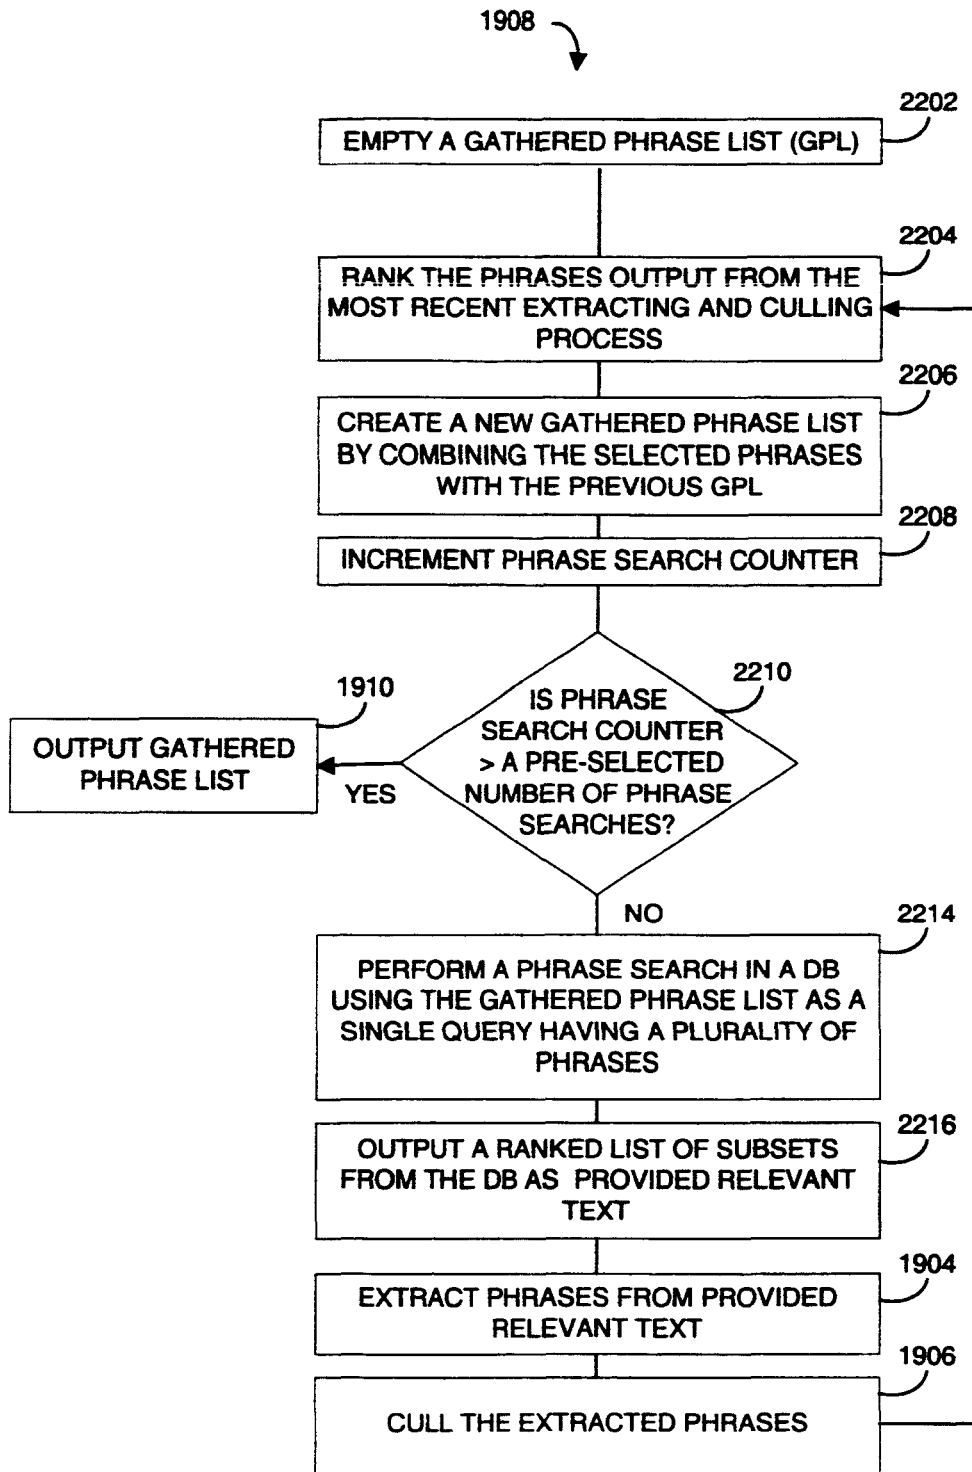 1908
2202
EMPTY A GATHERED PHRASE LIST (GPL)
2204
RANK THE PHRASES OUTPUT FROM THE
MOST RECENT EXTRACTING AND CULLING
PROCESS
2206
CREATE A NEW GATHERED PHRASE LIST
BY COMBINING THE SELECTED PHRASES
WITH THE PREVIOUS GPL
2208
INCREMENT PHRASE SEARCH COUNTER
2210
IS PHRASE
SEARCH COUNTER
> A PRE-SELECTED
NUMBER OF PHRASE
SEARCHES?
1910
OUTPUT GATHERED
PHRASE LIST
YES
NO
2214
PERFORM A PHRASE SEARCH IN A DB
USING THE GATHERED PHRASE LIST AS A
SINGLE QUERY HAVING A PLURALITY OF
PHRASES
2216
OUTPUT A RANKED LIST OF SUBSETS
FROM THE DB AS PROVIDED RELEVANT
TEXT
1904
EXTRACT PHRASES FROM PROVIDED
RELEVANT TEXT
1906
CULL THE EXTRACTED PHRASES